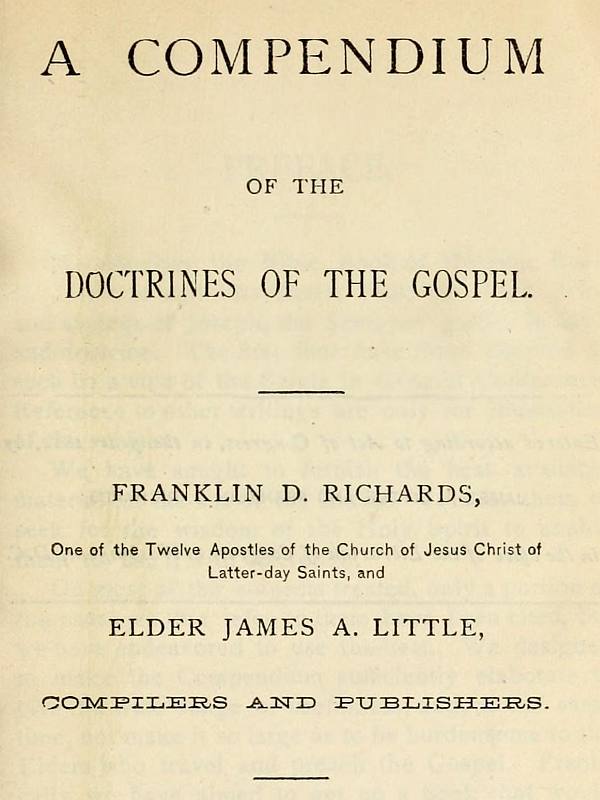 A COMPENDIUM
OF THE
DOCTRINES OF THE GOSPEL.
FRANKLIN D. RICHARDS,
One of the Twelve Apostles of the Church of Jesus Christ of
Latter-day Saints, and
ELDER JAMES A. LITTLE,
COMPILERS AND PUBLISHERS.